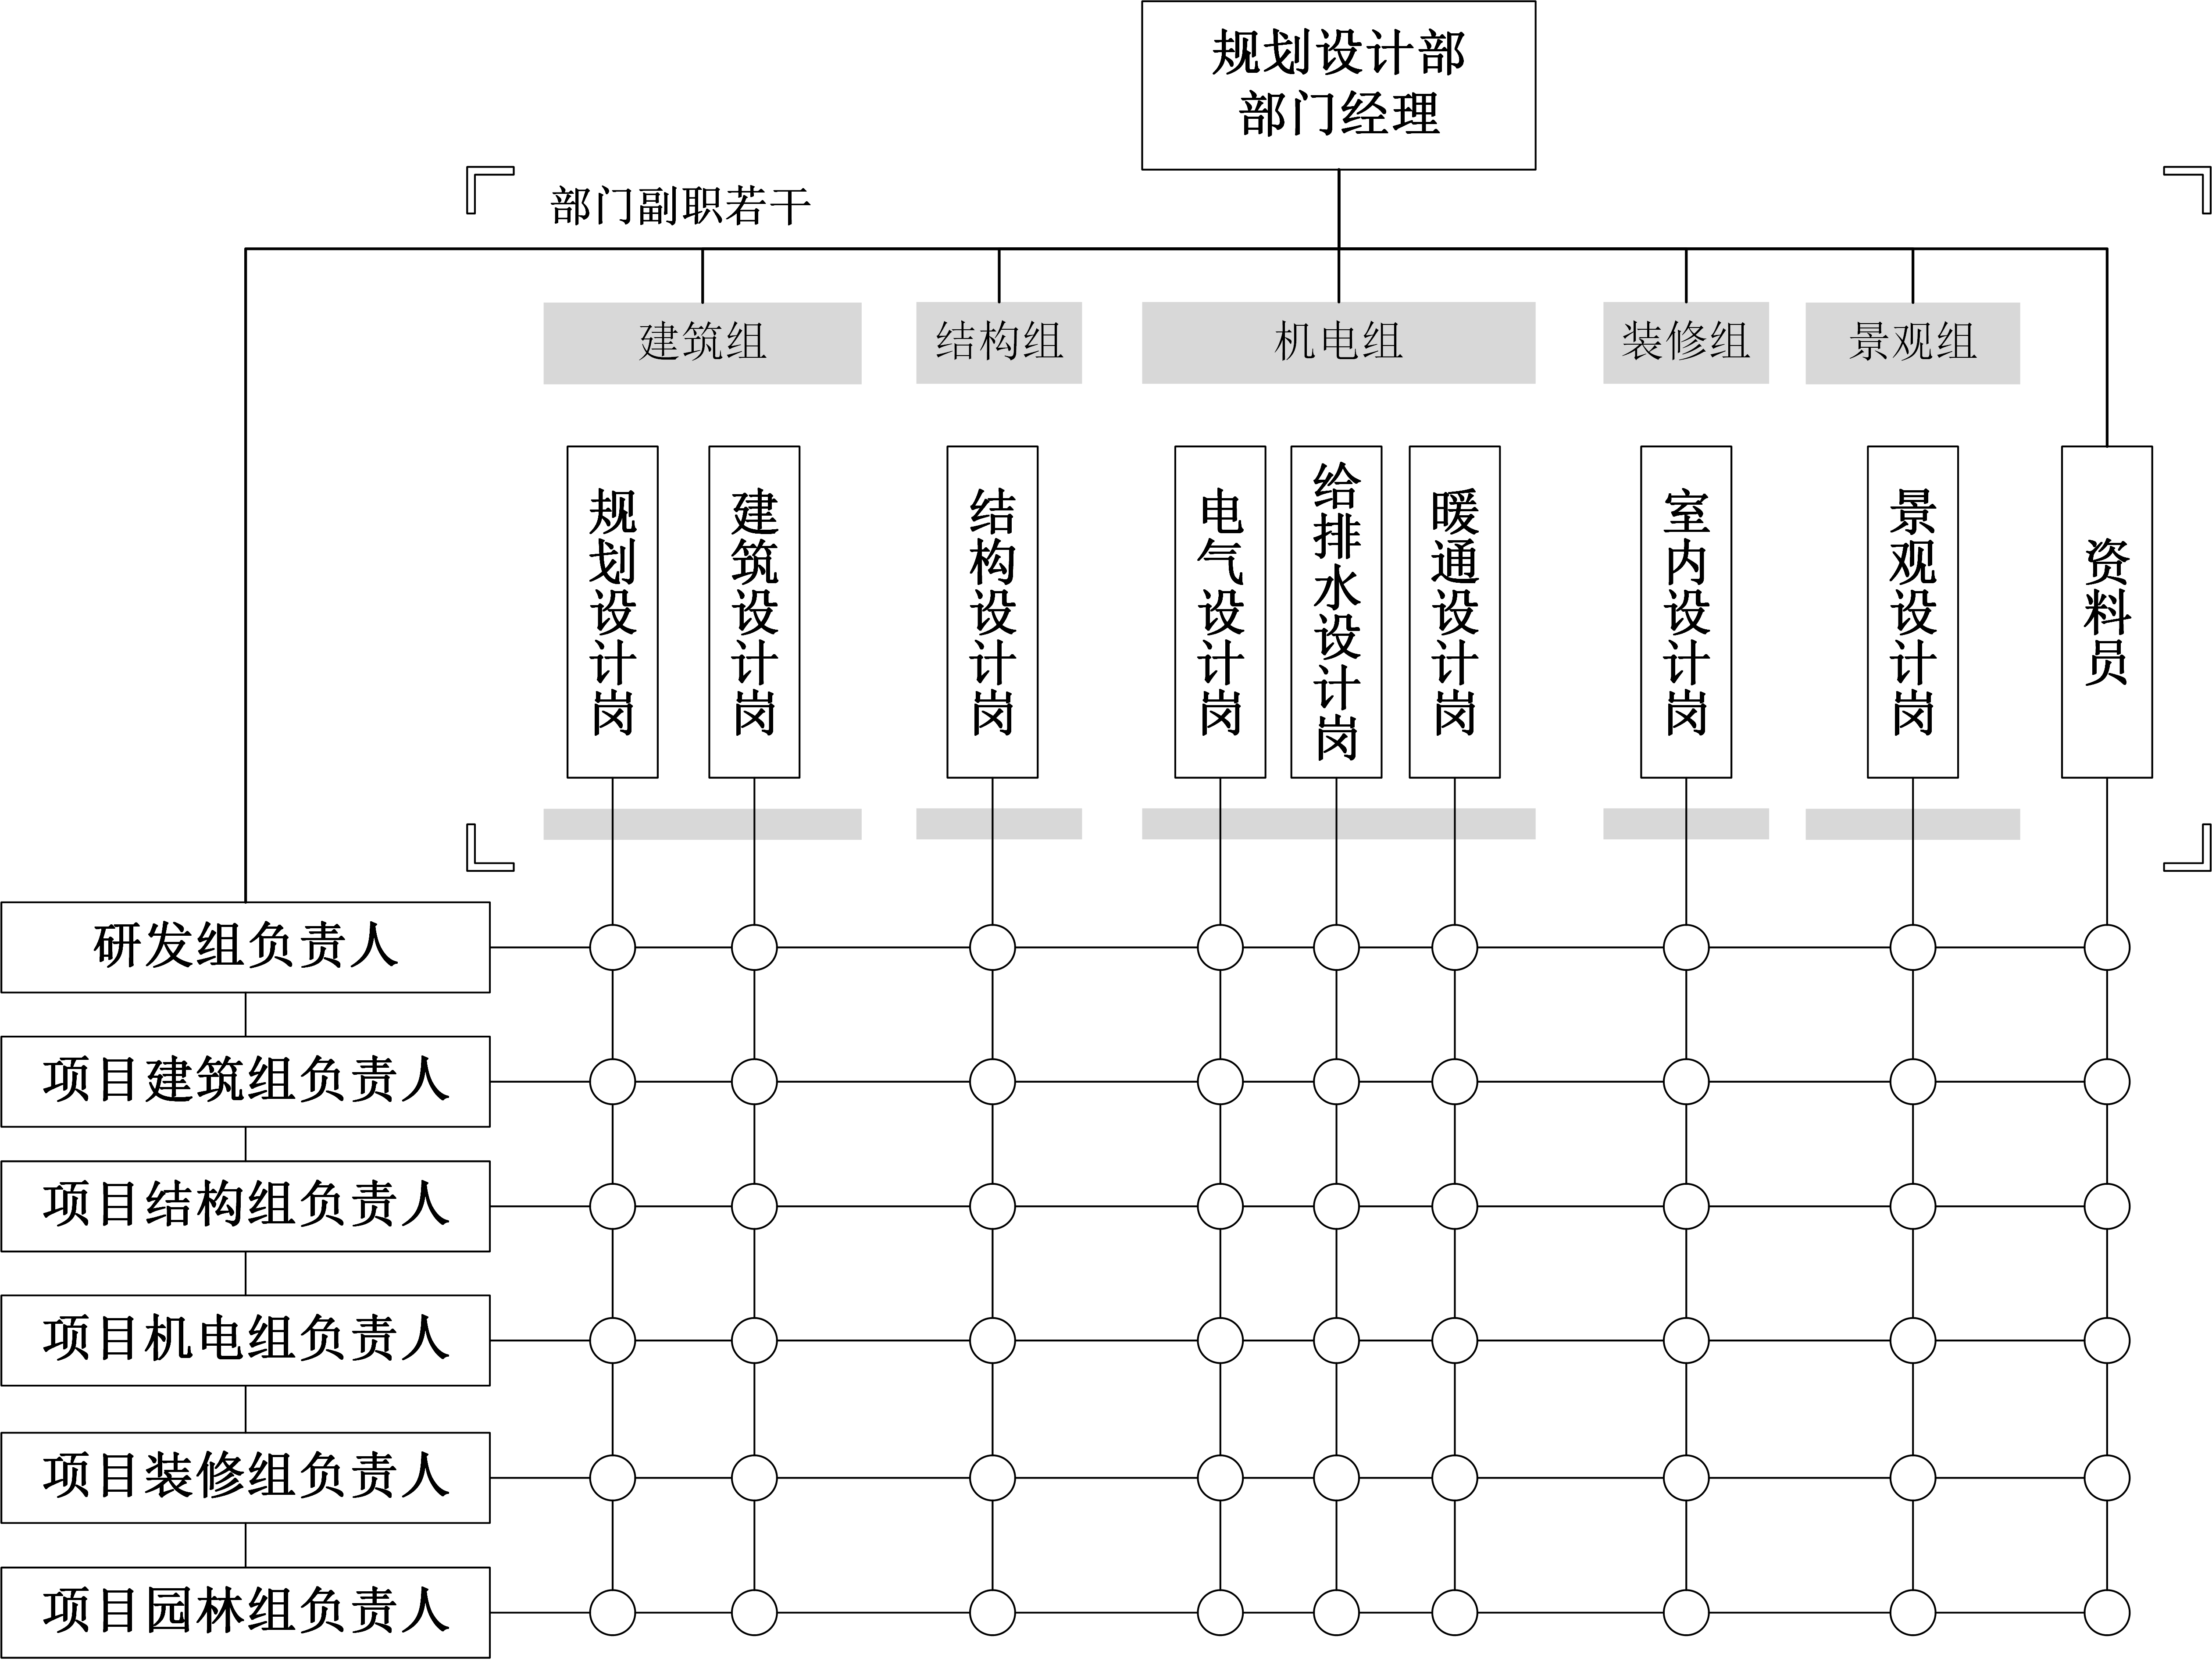 规划设计部
部门经理
部门副职若干
建筑组
结构组
机电组
装修组
景观组
规划设计岗
建筑设计岗
结构设计岗
电气设计岗
给排水设计岗
暖通设计岗
室内设计岗
景观设计岗
资料员
研发组负责人
项目建筑组负责人
项目结构组负责人
项目机电组负责人
项目装修组负责人
项目园林组负责人